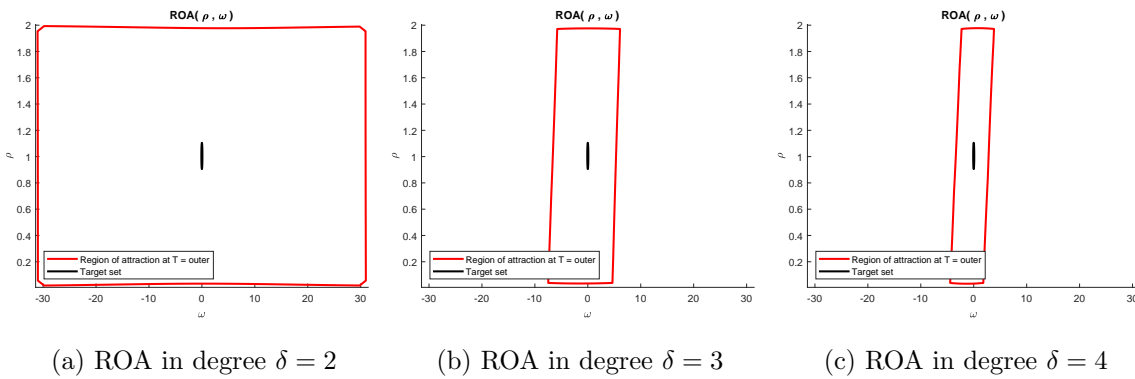 ROA( ρ , ω)
2
1.8
1.6
1.4
1.2
1
0.8
0.6
0.4
0.2
ρ
Region of attraction at T = outer
Target set
-30 -20 -10 0 10 20 30
ω
(a) ROA in degree δ = 2
ROA( ρ , ω)
2
1.8
1.6
1.4
1.2
1
0.8
0.6
0.4
0.2
ρ
Region of attraction at T = outer
Target set
-30 -20 -10 0 10 20 30
ω
(b) ROA in degree δ = 3
ROA( ρ , ω)
2
1.8
1.6
1.4
1.2
1
0.8
0.6
0.4
0.2
ρ
Region of attraction at T = outer
Target set
-30 -20 -10 0 10 20 30
ω
(c) ROA in degree δ = 4